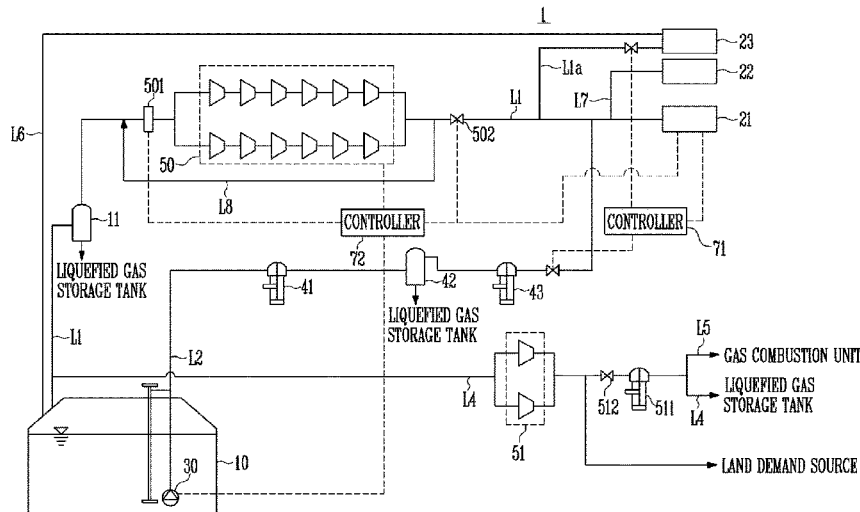 1
23
L1a
22
501
L7
L1
21
502
L6
50
L8
11
CONTROLLER
CONTROLLER
72
71
LIQUEFIED GAS
STORAGE TANK
41
42
43
LIQUEFIED GAS
STORAGE TANK
L5
L1
L2
GAS COMBUSTION UNIT
L4
512
511
L4
LIQUEFIED GAS
STORAGE TANK
51
30
10
LAND DEMAND SOURCE